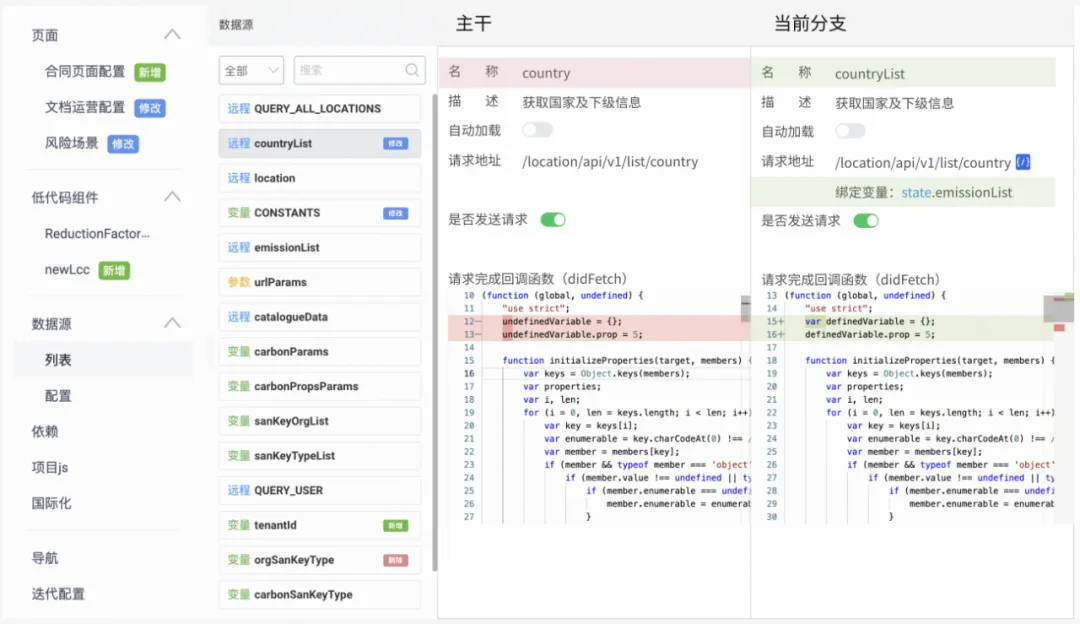 页面
合同页面配置 新增
文档运营配置 修改
风险场景 修改
低代码组件
ReductionFactor...
newLcc 新增
数据源
列表
配置
依赖
项目js
国际化
导航
迭代配置
数据源
全部
搜索
远程 QUERY_ALL_LOCATIONS
远程 countryList 修改
远程 location
变量 CONSTANTS 修改
远程 emissionList
参数 urlParams
远程 catalogueData
变量 carbonParams
变量 carbonPropsParams
变量 sanKeyOrgList
变量 sanKeyTypeList
远程 QUERY_USER
变量 tenantId 新增
变量 orgSanKeyType 删除
变量 carbonSanKeyType
主干
名 称 country
描 述 获取国家及下级信息
自动加载
请求地址 /location/api/v1/list/country
是否发送请求
请求完成回调函数（didFetch）
10 (function (global, undefined) {
11 "use strict";
12- undefinedVariable = {};
13- undefinedVariable.prop = 5;
14
15 function initializeProperties(target, members) {
16 var keys = Object.keys(members);
17 var properties;
18 var i, len;
19 for (i = 0, len = keys.length; i < len; i++)
20 var key = keys[i];
21 var enumerable = key.charCodeAt(0) !== /
22 var member = members[key];
23 if (member && typeof member === 'object'
24 if (member.value !== undefined || ty
25 if (member.enumerable === undefi
26 member.enumerable = enumerab
27 }
当前分支
名 称 countryList
描 述 获取国家及下级信息
自动加载
请求地址 /location/api/v1/list/country {/}
绑定变量：state.emissionList
是否发送请求
请求完成回调函数（didFetch）
13 (function (global, undefined) {
14 "use strict";
15+ var definedVariable = {};
16+ definedVariable.prop = 5;
17
18 function initializeProperties(target, members) {
19 var keys = Object.keys(members);
20 var properties;
21 var i, len;
22 for (i = 0, len = keys.length; i < len; i++)
23 var key = keys[i];
24 var enumerable = key.charCodeAt(0) !== /
25 var member = members[key];
26 if (member && typeof member === 'object'
27 if (member.value !== undefined || ty
28 if (member.enumerable === undefi
29 member.enumerable = enumerab
30 }